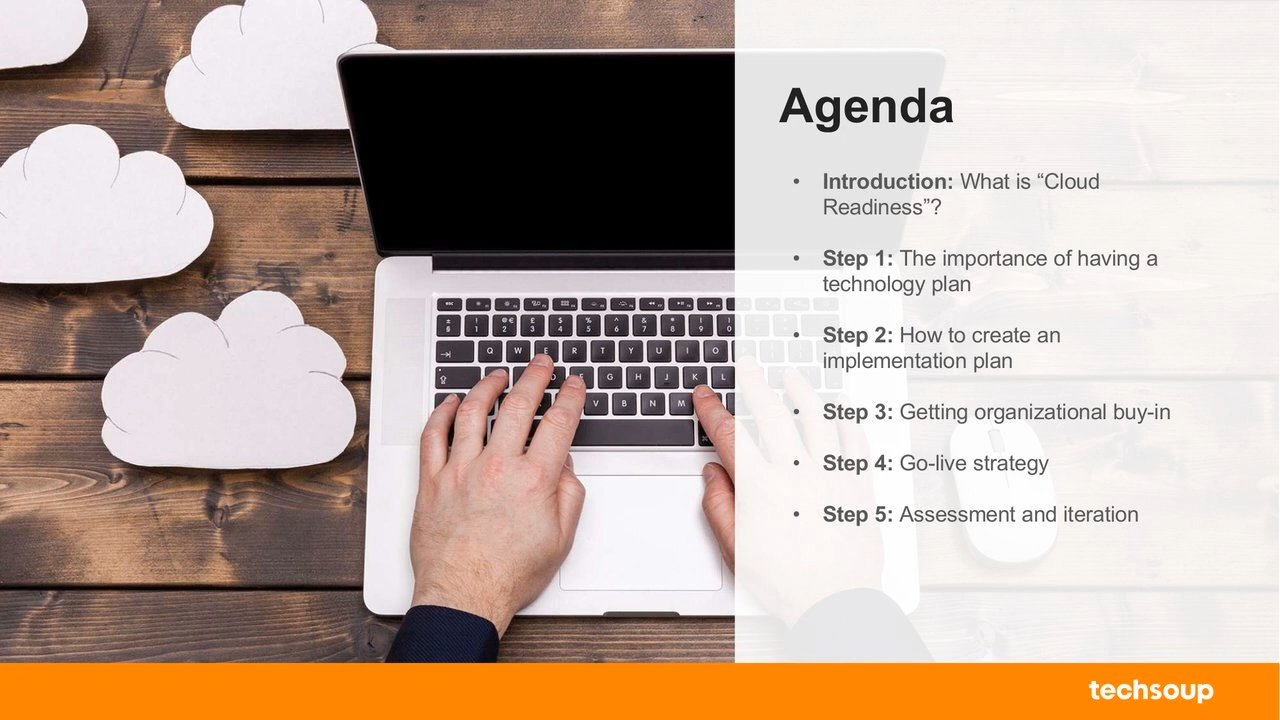 Agenda
• Introduction: What is “Cloud
Readiness”?
• Step 1: The importance of having a
technology plan
• Step 2: How to create an
implementation plan
• Step 3: Getting organizational buy-in
• Step 4: Go-live strategy
• Step 5: Assessment and iteration
techsoup